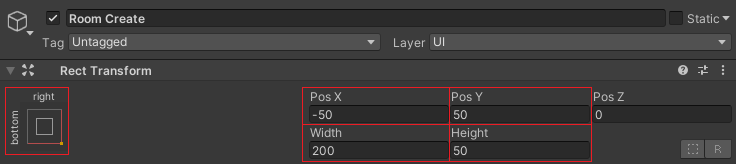 Room Create
Static
Tag Untagged Layer UI
Rect Transform
right
bottom
Pos X Pos Y Pos Z
-50 50 0
Width Height
200 50
R